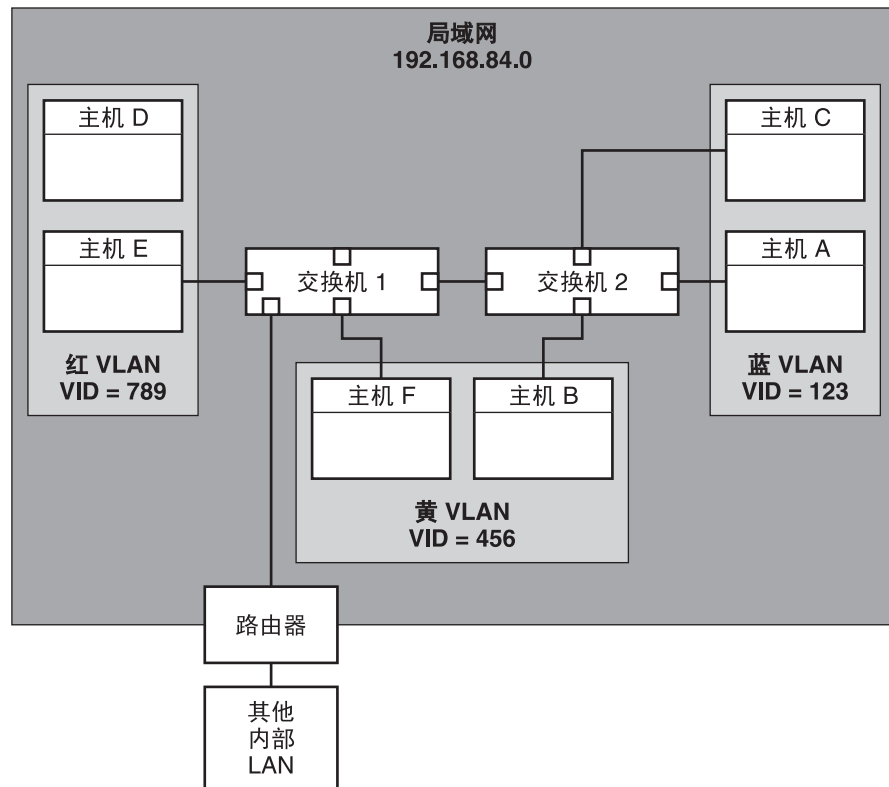 局域网
192.168.84.0
主机 D
主机 C
主机 E
交换机 1
交换机 2
主机 A
红 VLAN
VID = 789
主机 F
主机 B
蓝 VLAN
VID = 123
黄 VLAN
VID = 456
路由器
其他
内部
LAN